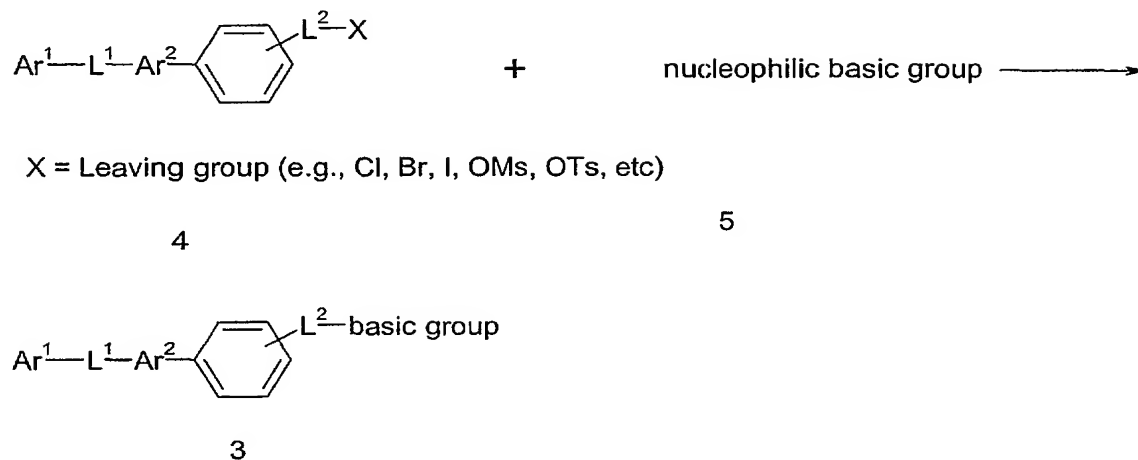 L²—X
Ar¹—L¹—Ar² + nucleophilic basic group
X = Leaving group (e.g., Cl, Br, I, OMs, OTs, etc)
5
4
L²—basic group
Ar¹—L¹—Ar²
3